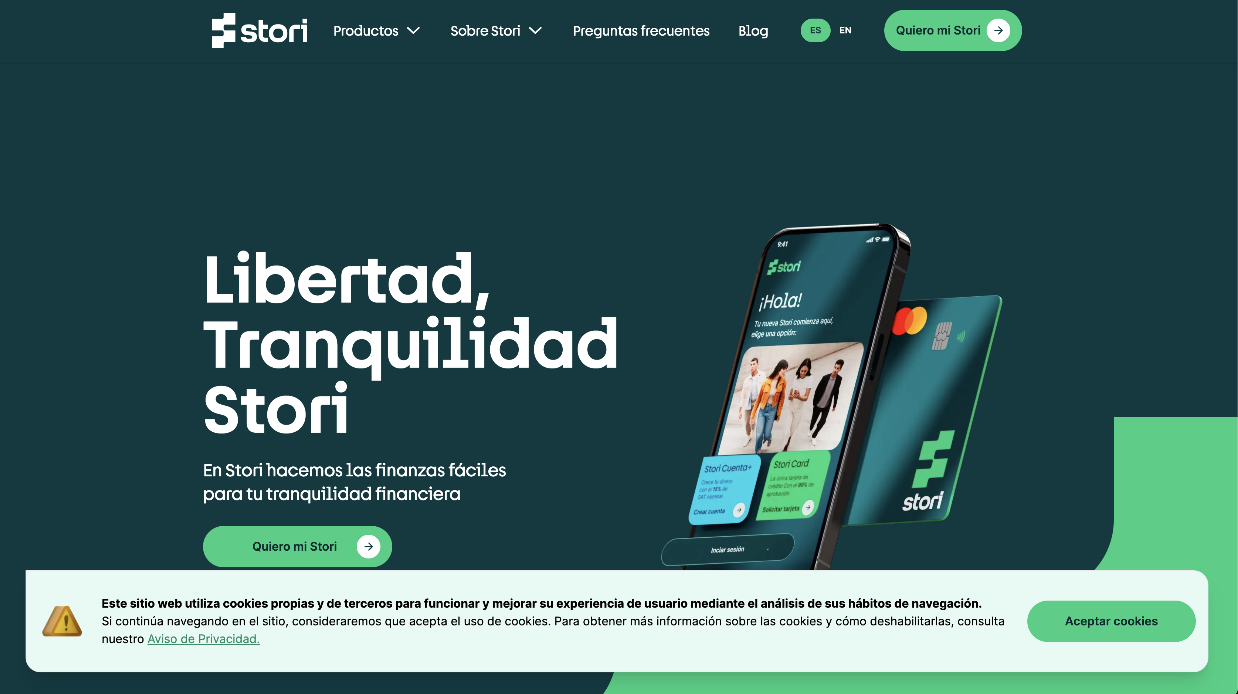 stori
Productos
Sobre Stori
Preguntas frecuentes
Blog
ES
EN
Quiero mi Stori
Libertad,
Tranquilidad
Stori
En Stori hacemos las finanzas fáciles
para tu tranquilidad financiera
Quiero mi Stori
9:41
stori
¡Hola!
Tu nueva Stori comienza aquí,
elige una opción:
Stori Cuenta+
Crear cuenta
Stori Card
Solicitar tarjeta
stori
Este sitio web utiliza cookies propias y de terceros para funcionar y mejorar su experiencia de usuario mediante el análisis de sus hábitos de navegación.
Si continúa navegando en el sitio, consideraremos que acepta el uso de cookies. Para obtener más información sobre las cookies y cómo deshabilitarlas, consulta
nuestro Aviso de Privacidad.
Aceptar cookies